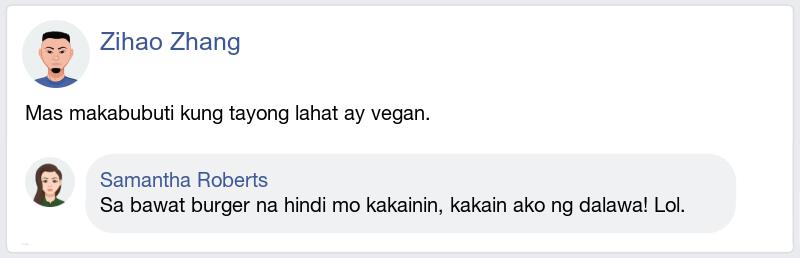 Zihao Zhang
Mas makabubuti kung tayong lahat ay vegan.
Samantha Roberts
Sa bawat burger na hindi mo kakainin, kakain ako ng dalawa! Lol.